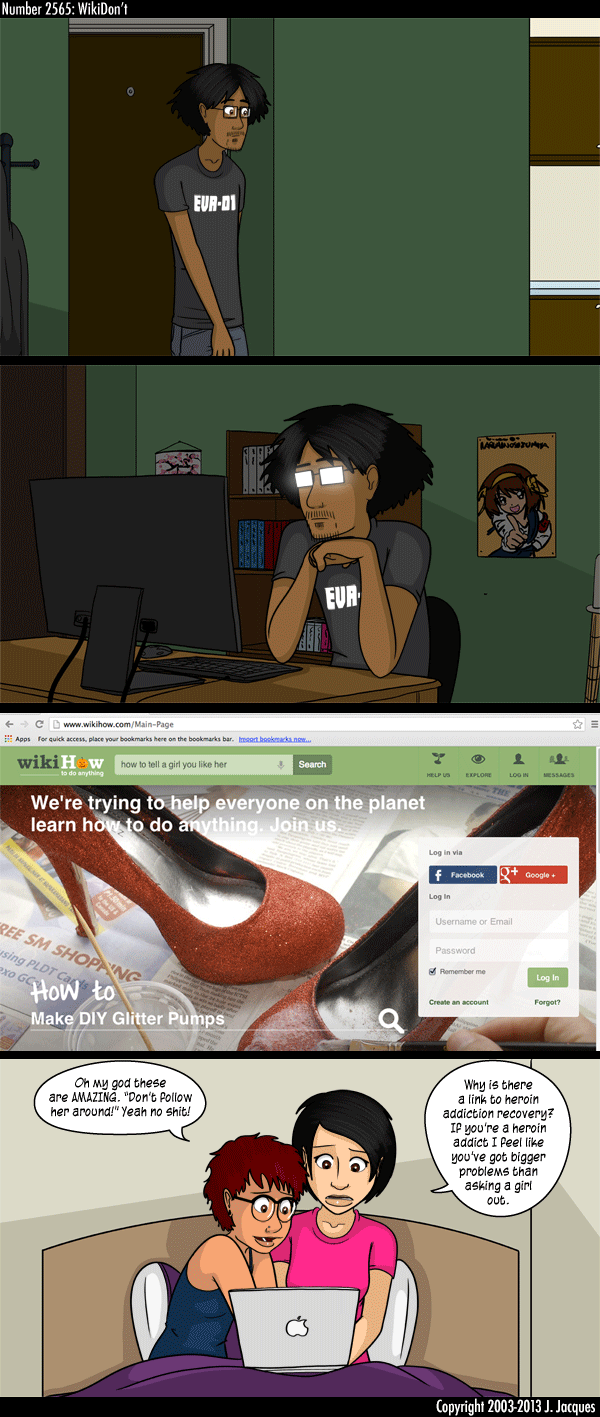 Number 2565: WikiDon't
EVA-01
EVA-
www.wikihow.com/Main-Page
Apps For quick access, place your bookmarks here on the bookmarks bar. Import bookmarks now...
wikiHow
to do anything
how to tell a girl you like her
Search
HELP US
EXPLORE
LOG IN
MESSAGES
We're trying to help everyone on the planet
learn how to do anything. Join us.
Log in via
Facebook
Google +
Log In
Username or Email
Password
Remember me
Log In
Create an account
Forgot?
FREE SM SHOPPING
using PLDT
How to
Make DIY Glitter Pumps
Oh my god these
are AMAZING. "Don't follow
her around!" Yeah no shit!
Why is there
a link to heroin
addiction recovery?
If you're a heroin
addict I feel like
you've got bigger
problems than
asking a girl
out.
Copyright 2003-2013 J. Jacques